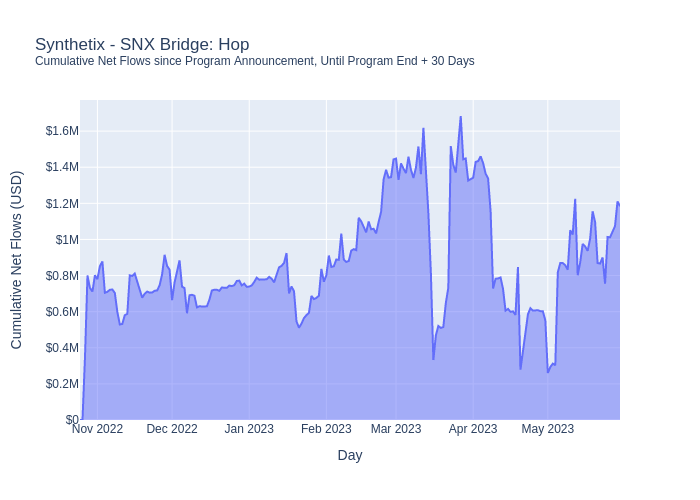 Synthetix - SNX Bridge: Hop
Cumulative Net Flows since Program Announcement, Until Program End + 30 Days
Cumulative Net Flows (USD)
$1.6M
$1.4M
$1.2M
$1M
$0.8M
$0.6M
$0.4M
$0.2M
$0
Nov 2022 Dec 2022 Jan 2023 Feb 2023 Mar 2023 Apr 2023 May 2023
Day